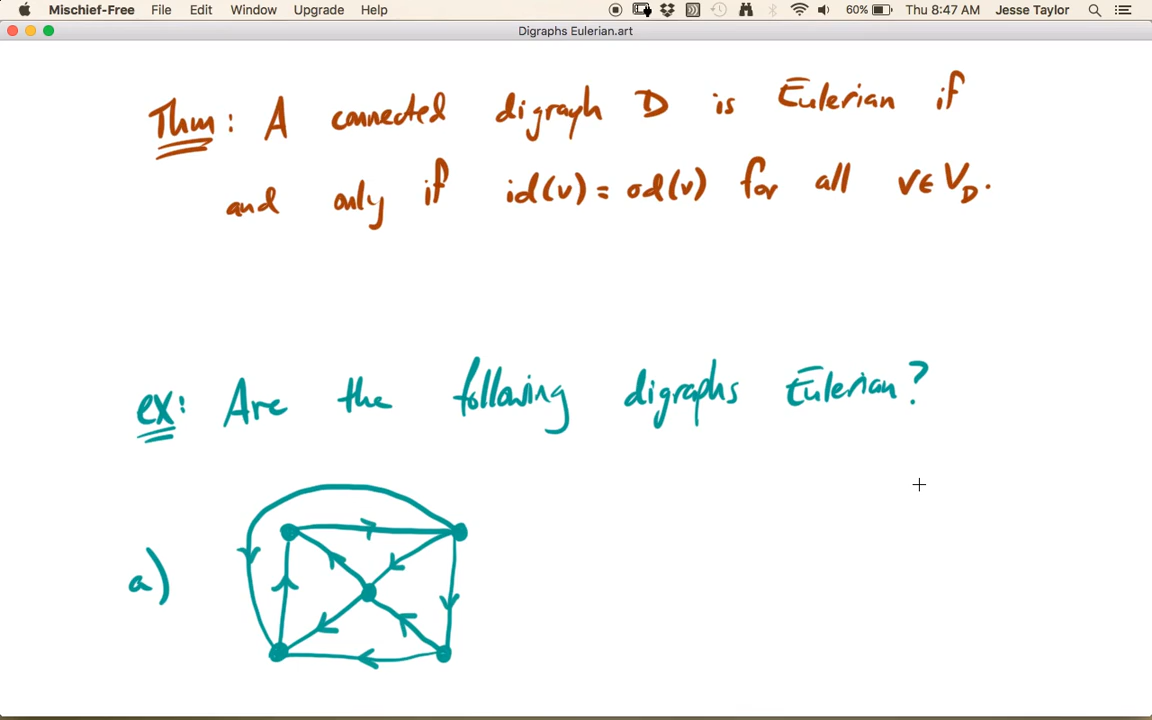 Mischief-Free File Edit Window Upgrade Help 60% Thu 8:47 AM Jesse Taylor
Digraphs Eulerian.art
Thm: A connected digraph D is Eulerian if
and only if id(v) = od(v) for all v∈V_D.
ex: Are the following digraphs Eulerian?
a)